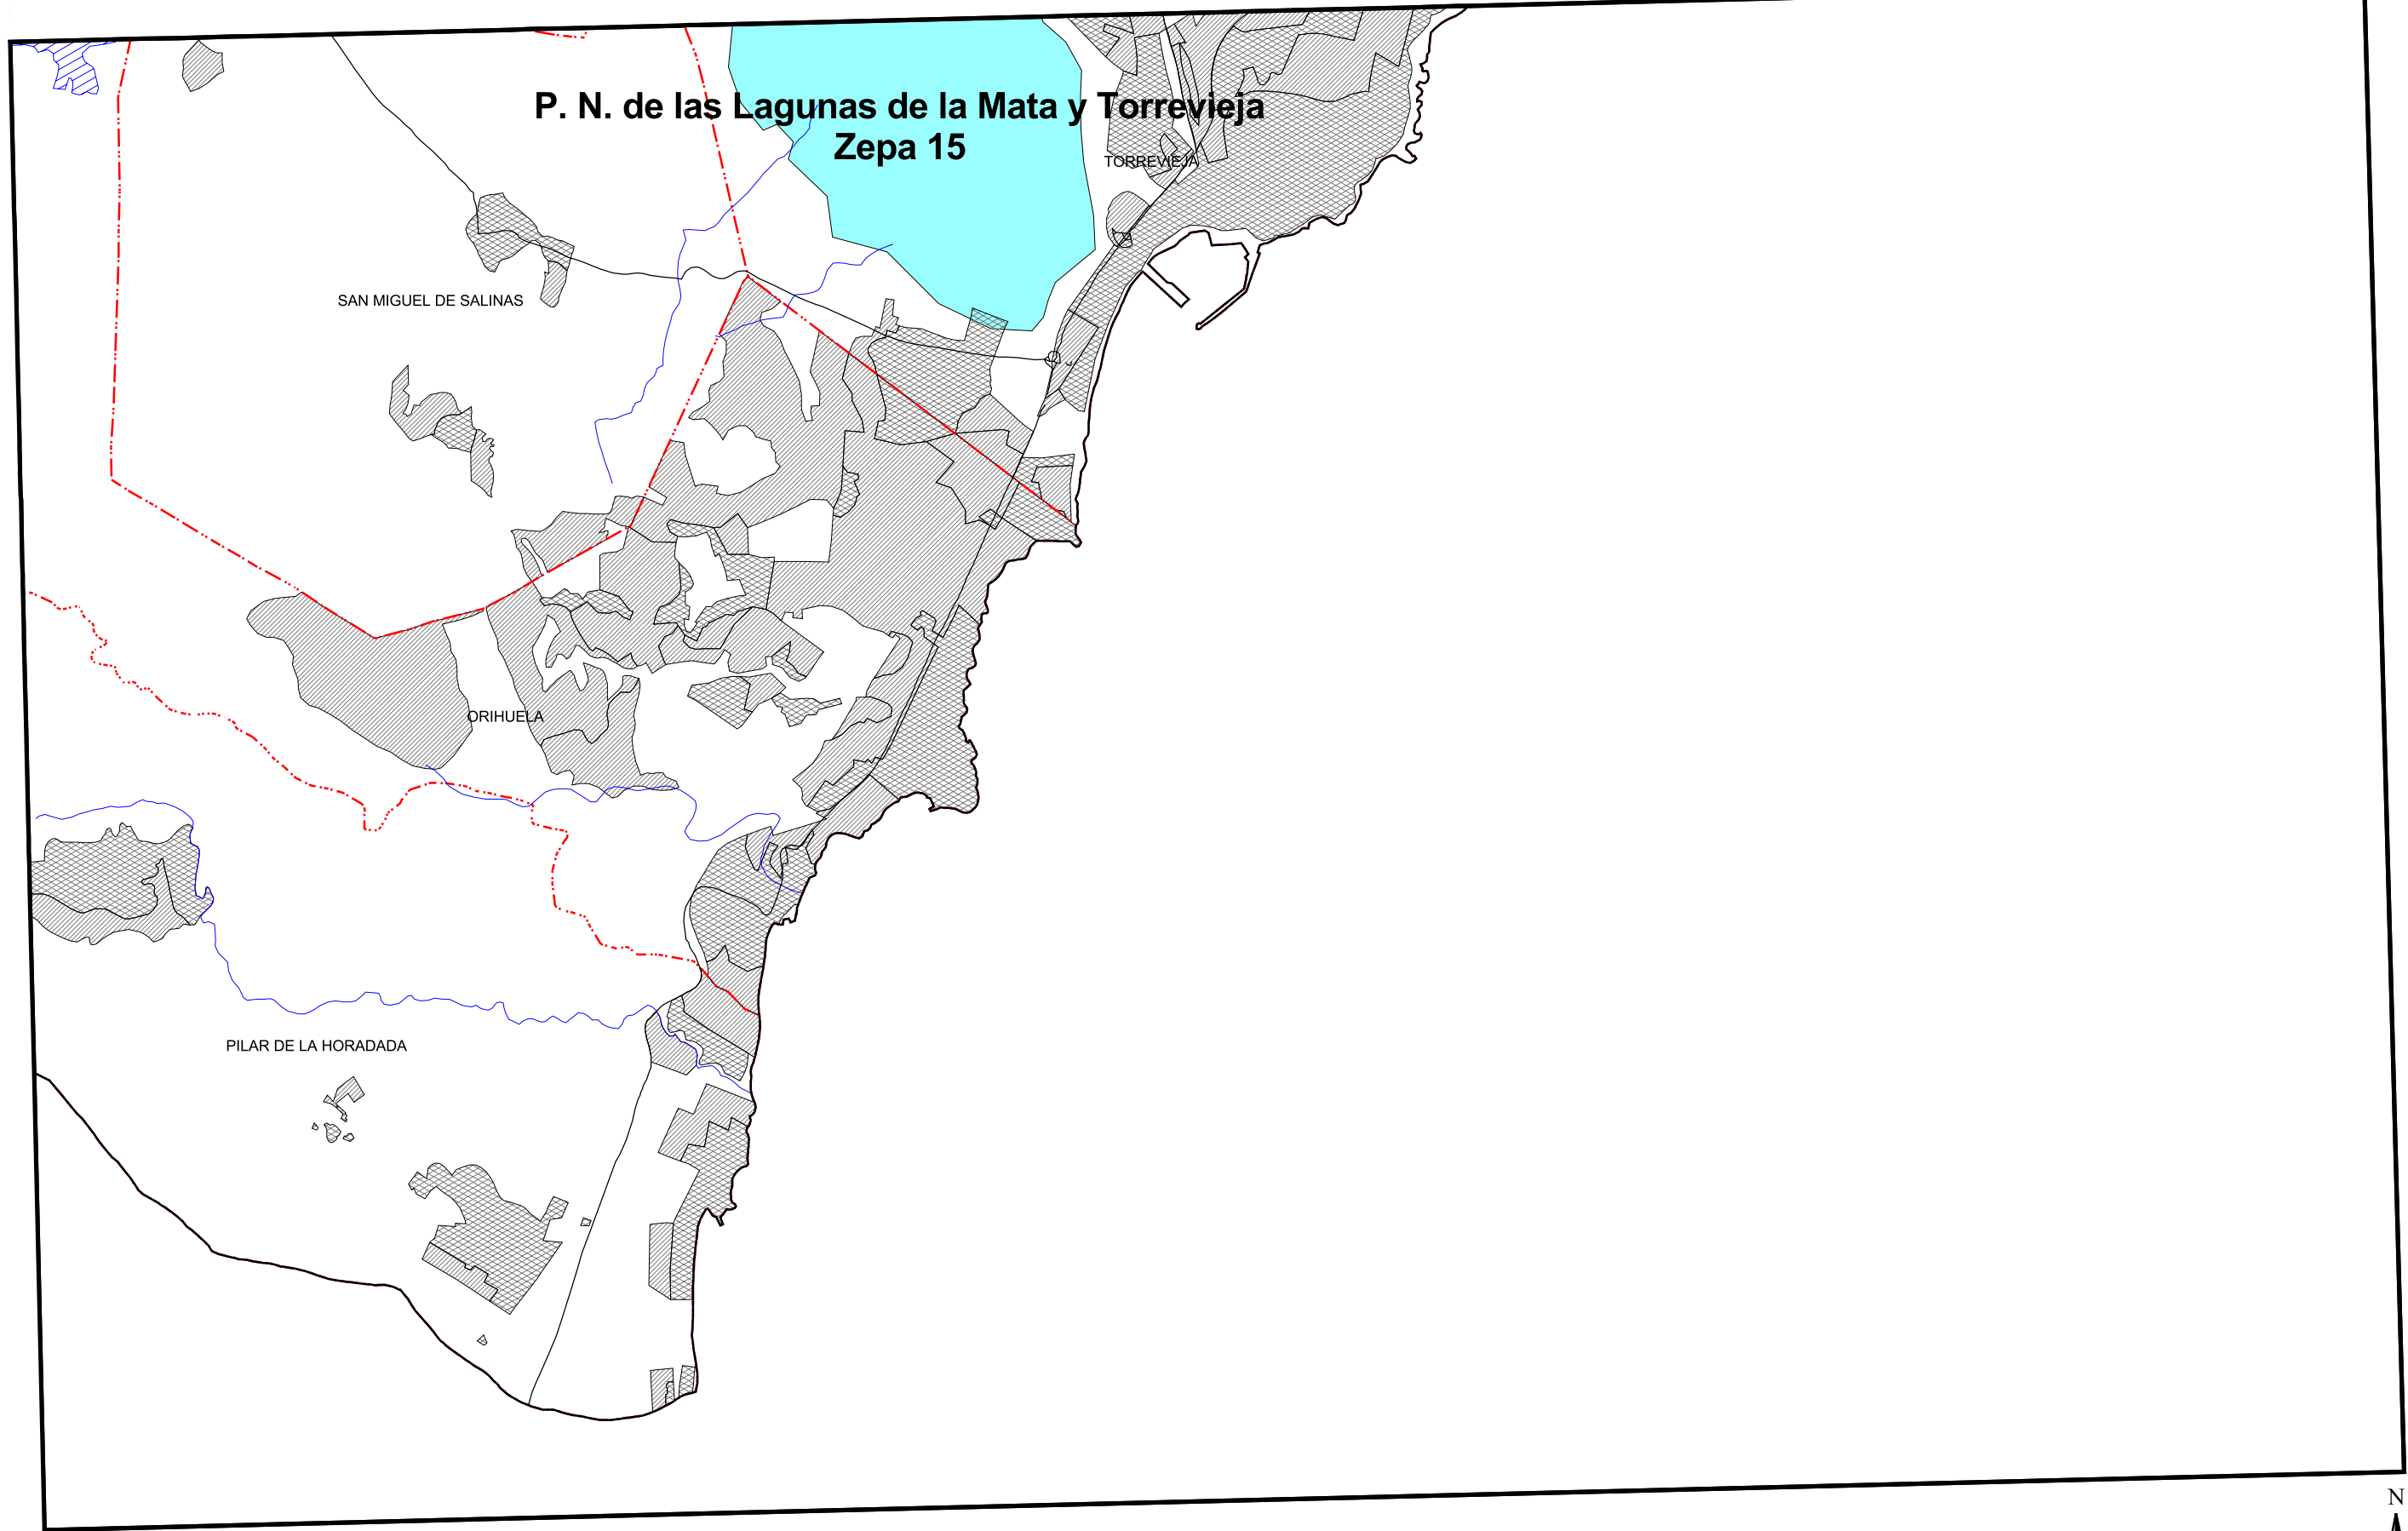 P. N. de las Lagunas de la Mata y Torrevieja
Zepa 15
TORREVIEJA
SAN MIGUEL DE SALINAS
ORIHUELA
PILAR DE LA HORADADA
N